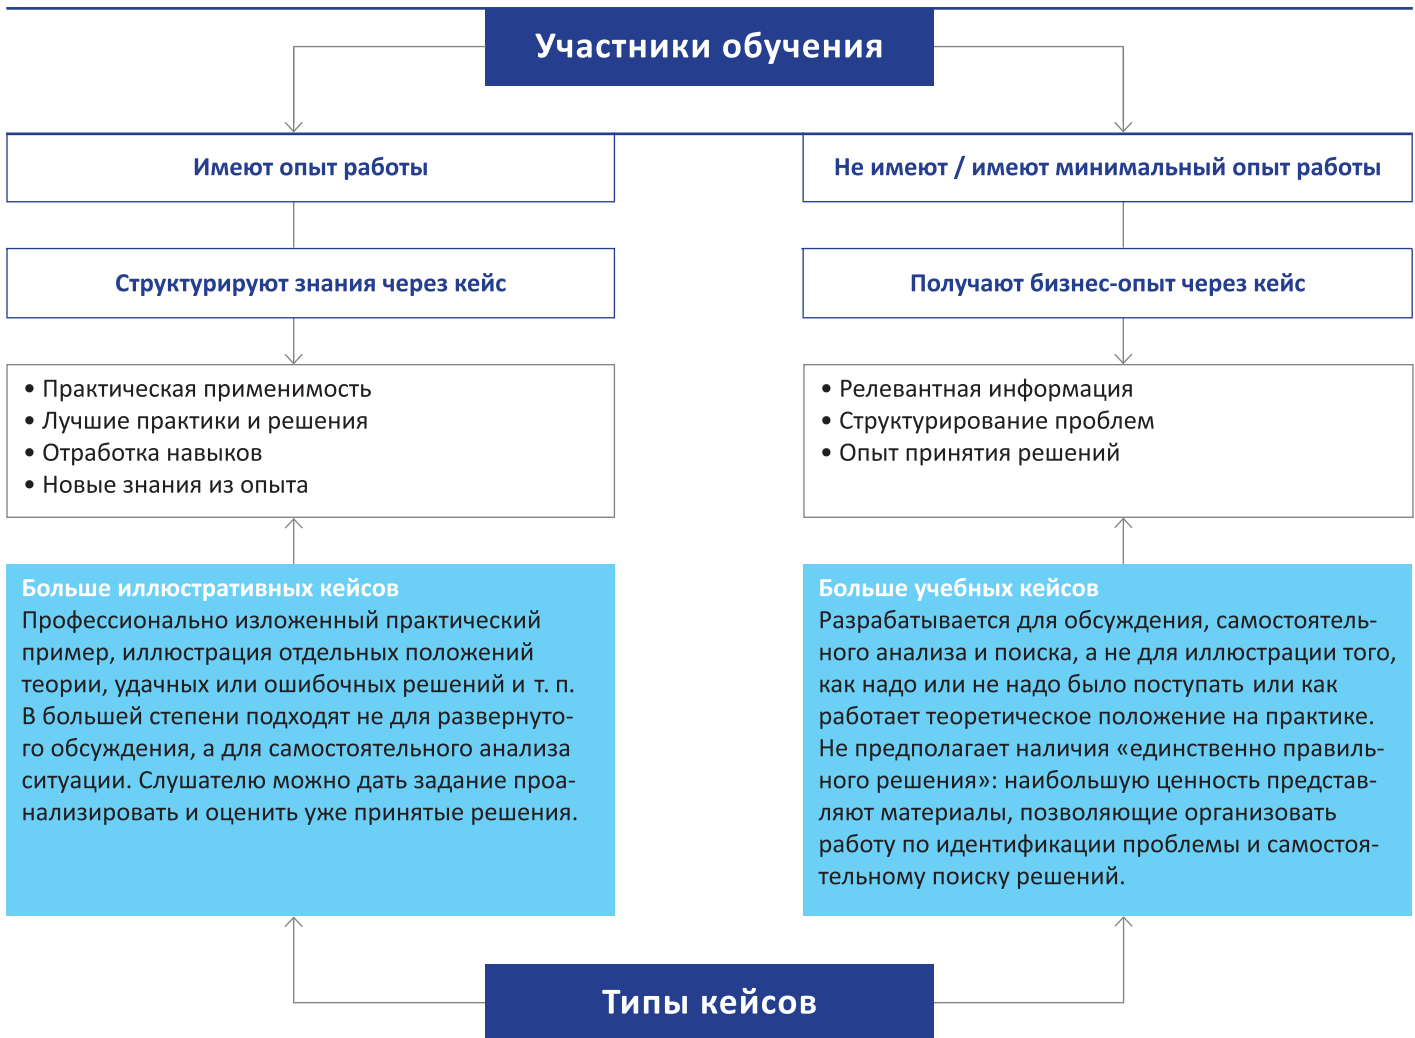 Участники обучения
Имеют опыт работы
Не имеют / имеют минимальный опыт работы
Структурируют знания через кейс
Получают бизнес-опыт через кейс
• Практическая применимость
• Лучшие практики и решения
• Отработка навыков
• Новые знания из опыта
• Релевантная информация
• Структурирование проблем
• Опыт принятия решений
Больше иллюстративных кейсов
Профессионально изложенный практический
пример, иллюстрация отдельных положений
теории, удачных или ошибочных решений и т. п.
В большей степени подходят не для разверну­то-
го обсуждения, а для самостоятельного анализа
ситуации. Слушателю можно дать задание проа-
нализировать и оценить уже принятые решения.
Больше учебных кейсов
Разрабатывается для обсуждения, самостоятель-
ного анализа и поиска, а не для иллюстрации того,
как надо или не надо было поступать или как
работает теоретическое положение на практике.
Не предполагает наличия «единственно правиль-
ного решения»: наибольшую ценность представ-
ляют материалы, позволяющие организовать
работу по идентификации проблемы и самостоя-
тельному поиску решений.
Типы кейсов